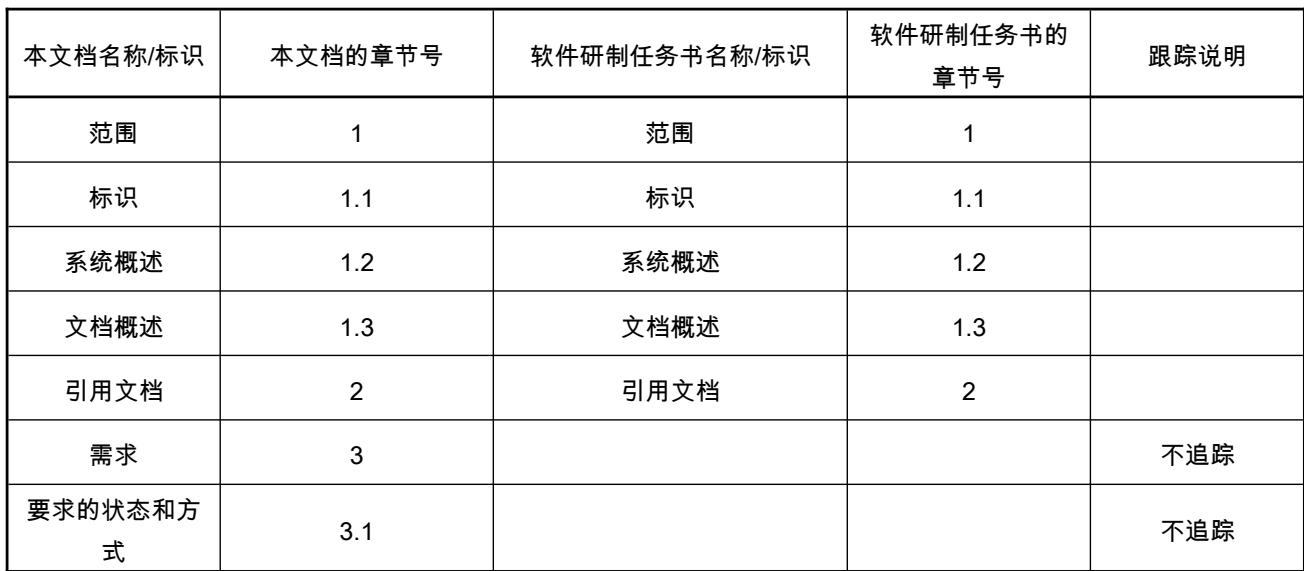 本文档名称/标识 本文档的章节号 软件研制任务书名称/标识 软件研制任务书的
章节号 跟踪说明
范围 1 范围 1
标识 1.1 标识 1.1
系统概述 1.2 系统概述 1.2
文档概述 1.3 文档概述 1.3
引用文档 2 引用文档 2
需求 3 不追踪
要求的状态和方
式 3.1 不追踪